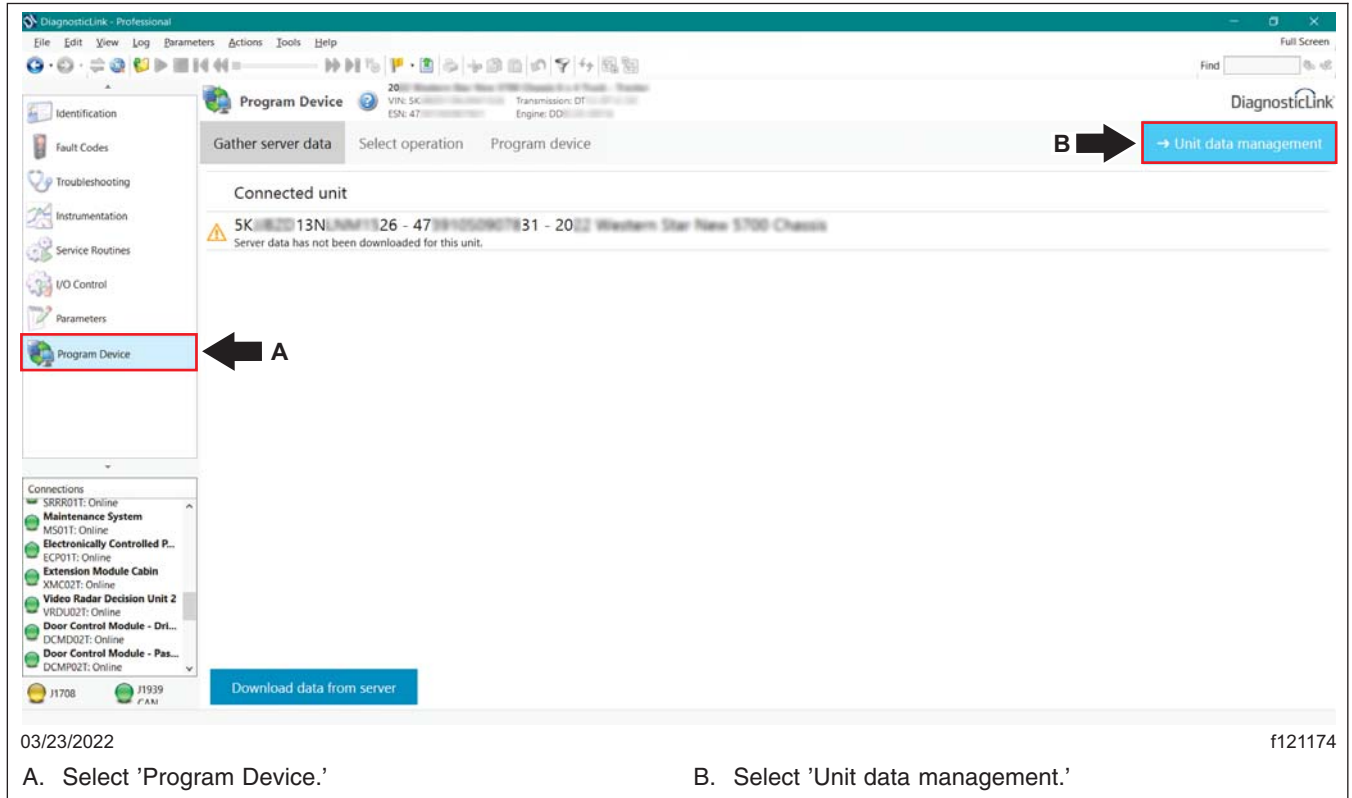 DiagnosticLink - Professional
File Edit View Log Parameters Actions Tools Help
Full Screen
Find
Identification
Fault Codes
Troubleshooting
Instrumentation
Service Routines
I/O Control
Parameters
Program Device
A
Program Device
20
VIN: 5K
Transmission: DT
ESN: 47
Engine: DD
DiagnosticLink
Gather server data Select operation Program device
B
→ Unit data management
Connected unit
5K 13N 26 - 47 31 - 20
Server data has not been downloaded for this unit.
Connections
SRRR01T: Online
Maintenance System
MS01T: Online
Electronically Controlled P...
ECP01T: Online
Extension Module Cabin
XMC02T: Online
Video Radar Decision Unit 2
VRDU02T: Online
Door Control Module - Dri...
DCMD02T: Online
Door Control Module - Pas...
DCMP02T: Online
J1708
J1939
CAN
Download data from server
03/23/2022
f121174
A. Select ’Program Device.’
B. Select ’Unit data management.’